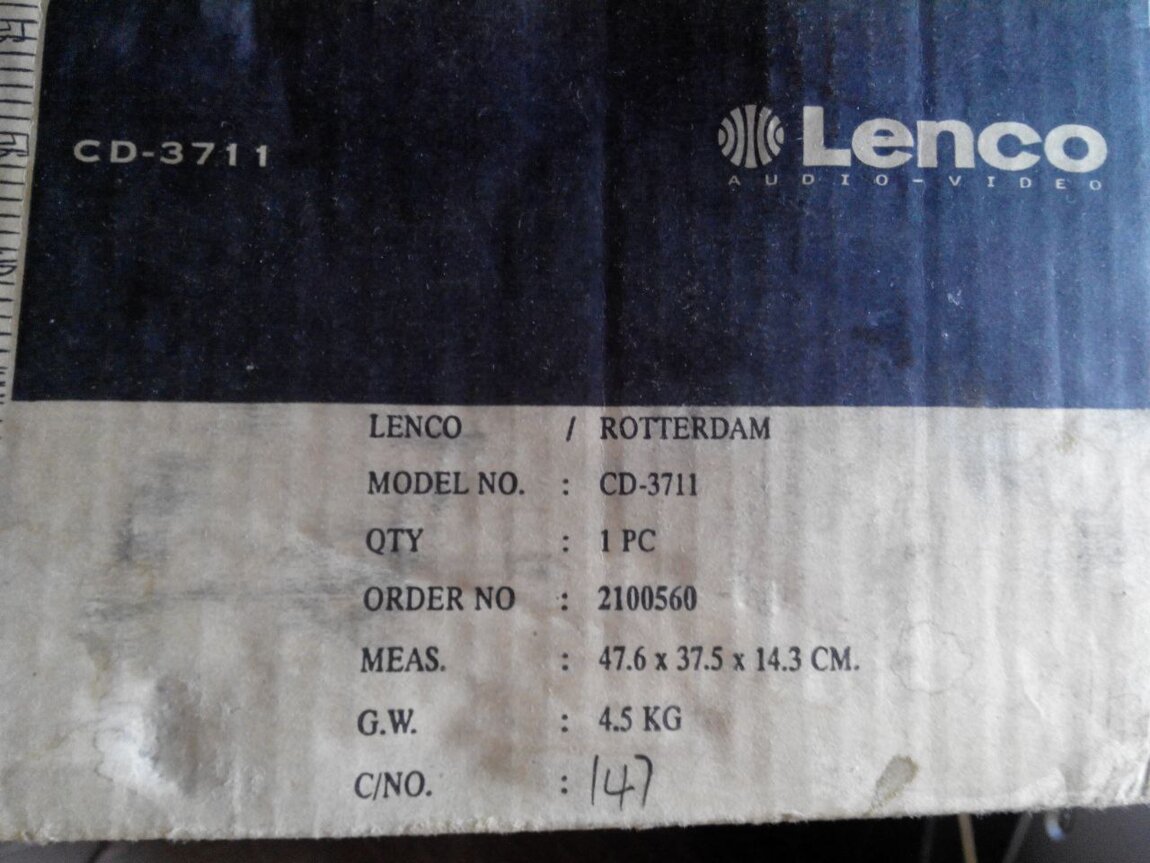 CD-3711
Lenco
AUDIO-VIDEO
LENCO / ROTTERDAM
MODEL NO. : CD-3711
QTY : 1 PC
ORDER NO : 2100560
MEAS. : 47.6 x 37.5 x 14.3 CM.
G.W. : 4.5 KG
C/NO. : 147